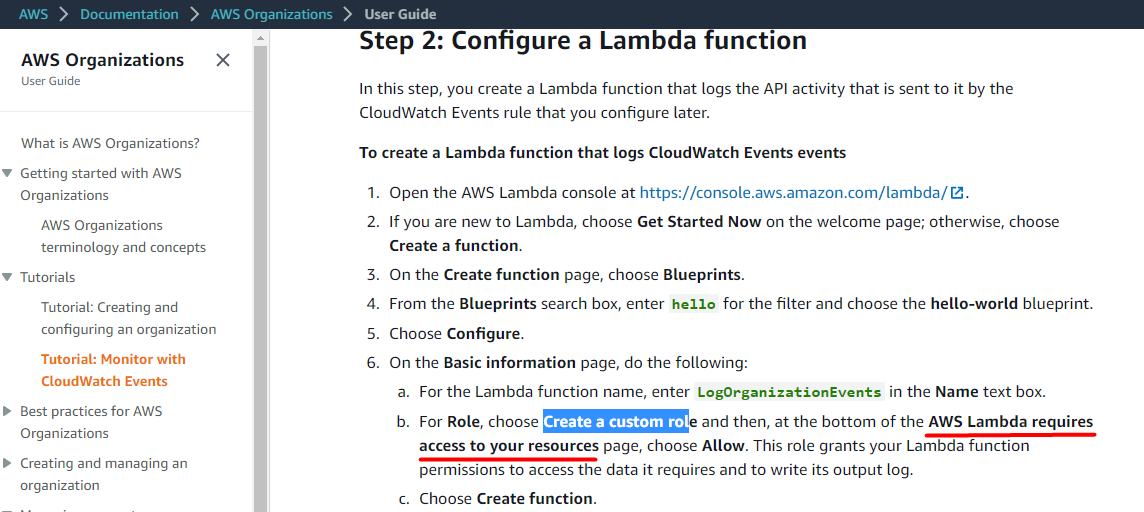 AWS > Documentation > AWS Organizations > User Guide
AWS Organizations
User Guide
What is AWS Organizations?
Getting started with AWS
Organizations
AWS Organizations
terminology and concepts
Tutorials
Tutorial: Creating and
configuring an organization
Tutorial: Monitor with
CloudWatch Events
Best practices for AWS
Organizations
Creating and managing an
organization
Step 2: Configure a Lambda function
In this step, you create a Lambda function that logs the API activity that is sent to it by the
CloudWatch Events rule that you configure later.
To create a Lambda function that logs CloudWatch Events events
1. Open the AWS Lambda console at https://console.aws.amazon.com/lambda/.
2. If you are new to Lambda, choose Get Started Now on the welcome page; otherwise, choose
Create a function.
3. On the Create function page, choose Blueprints.
4. From the Blueprints search box, enter hello for the filter and choose the hello-world blueprint.
5. Choose Configure.
6. On the Basic information page, do the following:
a. For the Lambda function name, enter LogOrganizationEvents in the Name text box.
b. For Role, choose Create a custom role and then, at the bottom of the AWS Lambda requires
access to your resources page, choose Allow. This role grants your Lambda function
permissions to access the data it requires and to write its output log.
c. Choose Create function.